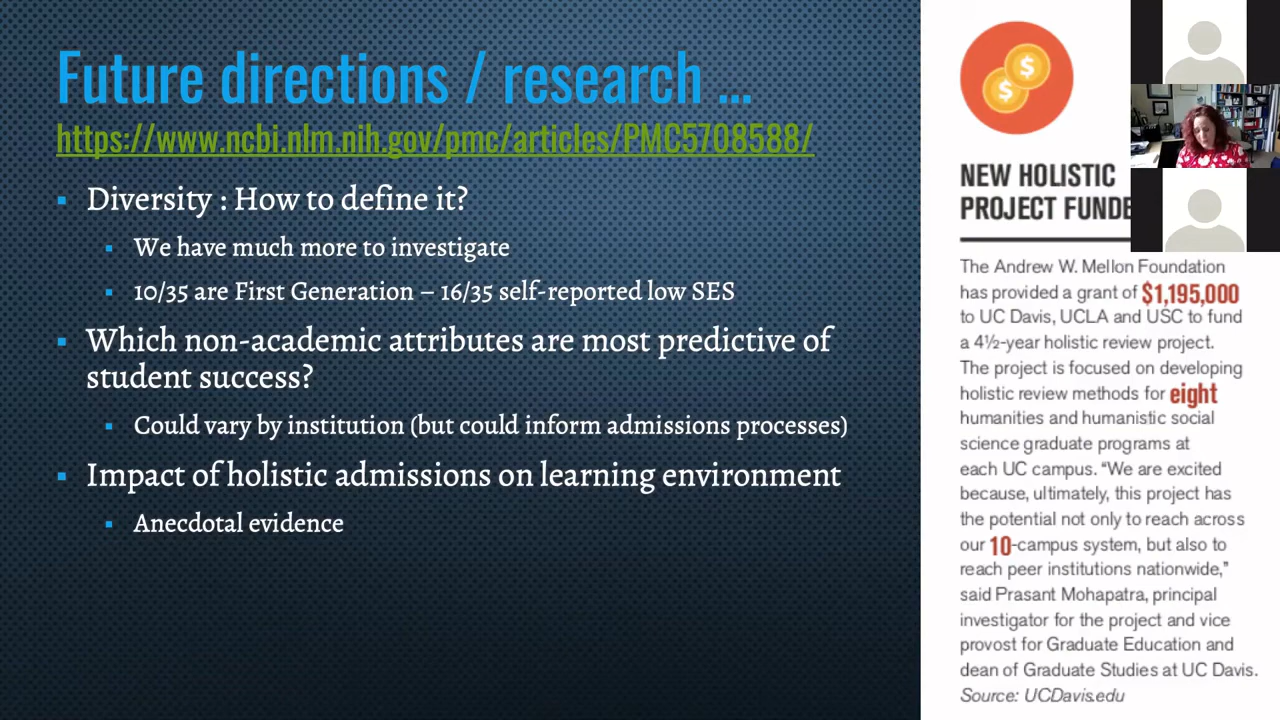 Future directions / research ...
https://www.ncbi.nlm.nih.gov/pmc/articles/PMC5708588/
Diversity : How to define it?
We have much more to investigate
10/35 are First Generation – 16/35 self-reported low SES
Which non-academic attributes are most predictive of
student success?
Could vary by institution (but could inform admissions processes)
Impact of holistic admissions on learning environment
Anecdotal evidence
NEW HOLISTIC
PROJECT FUNDE
The Andrew W. Mellon Foundation
has provided a grant of $1,195,000
to UC Davis, UCLA and USC to fund
a 4½-year holistic review project.
The project is focused on developing
holistic review methods for eight
humanities and humanistic social
science graduate programs at
each UC campus. “We are excited
because, ultimately, this project has
the potential not only to reach across
our 10-campus system, but also to
reach peer institutions nationwide,”
said Prasant Mohapatra, principal
investigator for the project and vice
provost for Graduate Education and
dean of Graduate Studies at UC Davis.
Source: UCDavis.edu